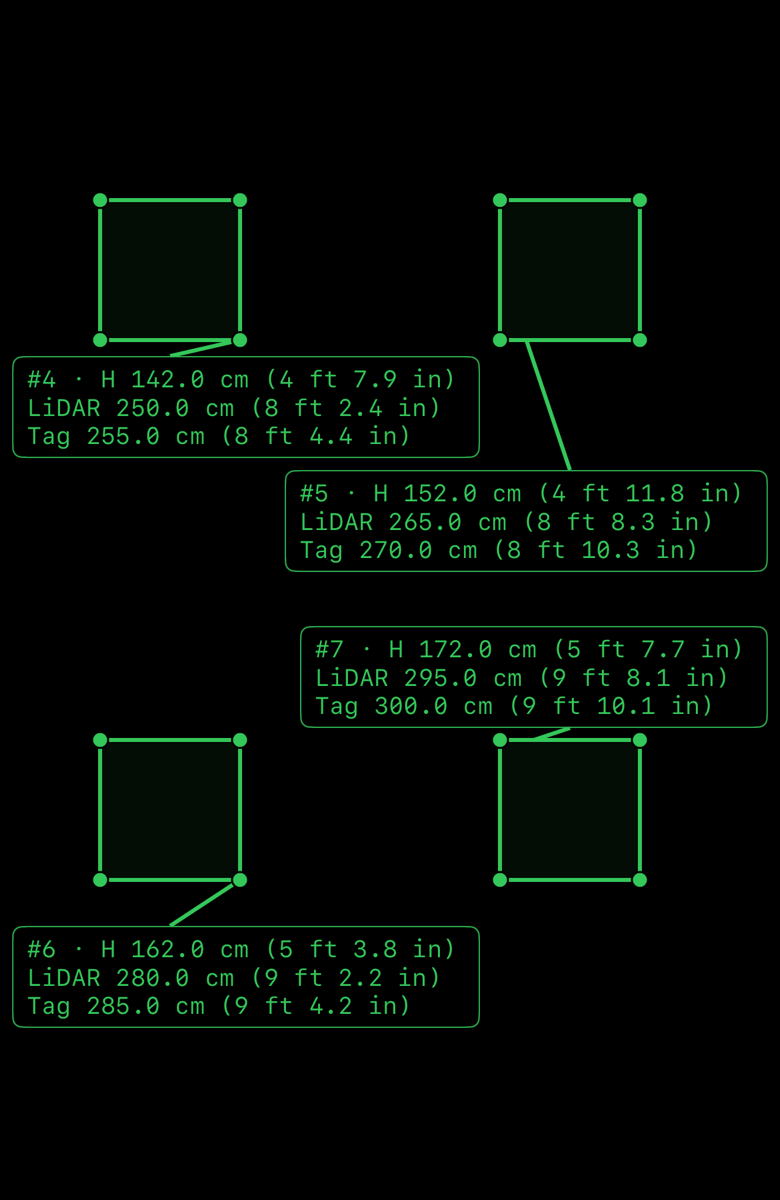 #4 · H 142.0 cm (4 ft 7.9 in)
LiDAR 250.0 cm (8 ft 2.4 in)
Tag 255.0 cm (8 ft 4.4 in)
#5 · H 152.0 cm (4 ft 11.8 in)
LiDAR 265.0 cm (8 ft 8.3 in)
Tag 270.0 cm (8 ft 10.3 in)
#7 · H 172.0 cm (5 ft 7.7 in)
LiDAR 295.0 cm (9 ft 8.1 in)
Tag 300.0 cm (9 ft 10.1 in)
#6 · H 162.0 cm (5 ft 3.8 in)
LiDAR 280.0 cm (9 ft 2.2 in)
Tag 285.0 cm (9 ft 4.2 in)